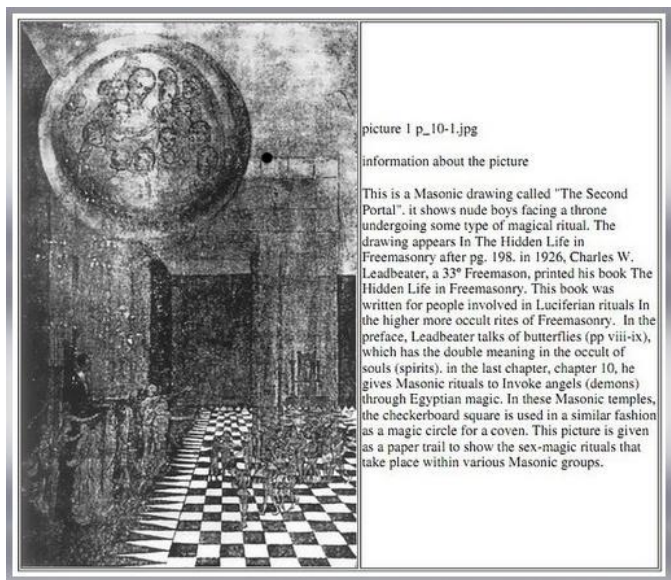 picture 1 p_10-1.jpg
information about the picture
This is a Masonic drawing called "The Second
Portal". it shows nude boys facing a throne
undergoing some type of magical ritual. The
drawing appears In The Hidden Life in
Freemasonry after pg. 198. in 1926, Charles W.
Leadbeater, a 33º Freemason, printed his book The
Hidden Life in Freemasonry. This book was
written for people involved in Luciferian rituals In
the higher more occult rites of Freemasonry. In the
preface, Leadbeater talks of butterflies (pp viii-ix),
which has the double meaning in the occult of
souls (spirits). in the last chapter, chapter 10, he
gives Masonic rituals to Invoke angels (demons)
through Egyptian magic. In these Masonic temples,
the checkerboard square is used in a similar fashion
as a magic circle for a coven. This picture is given
as a paper trail to show the sex-magic rituals that
take place within various Masonic groups.